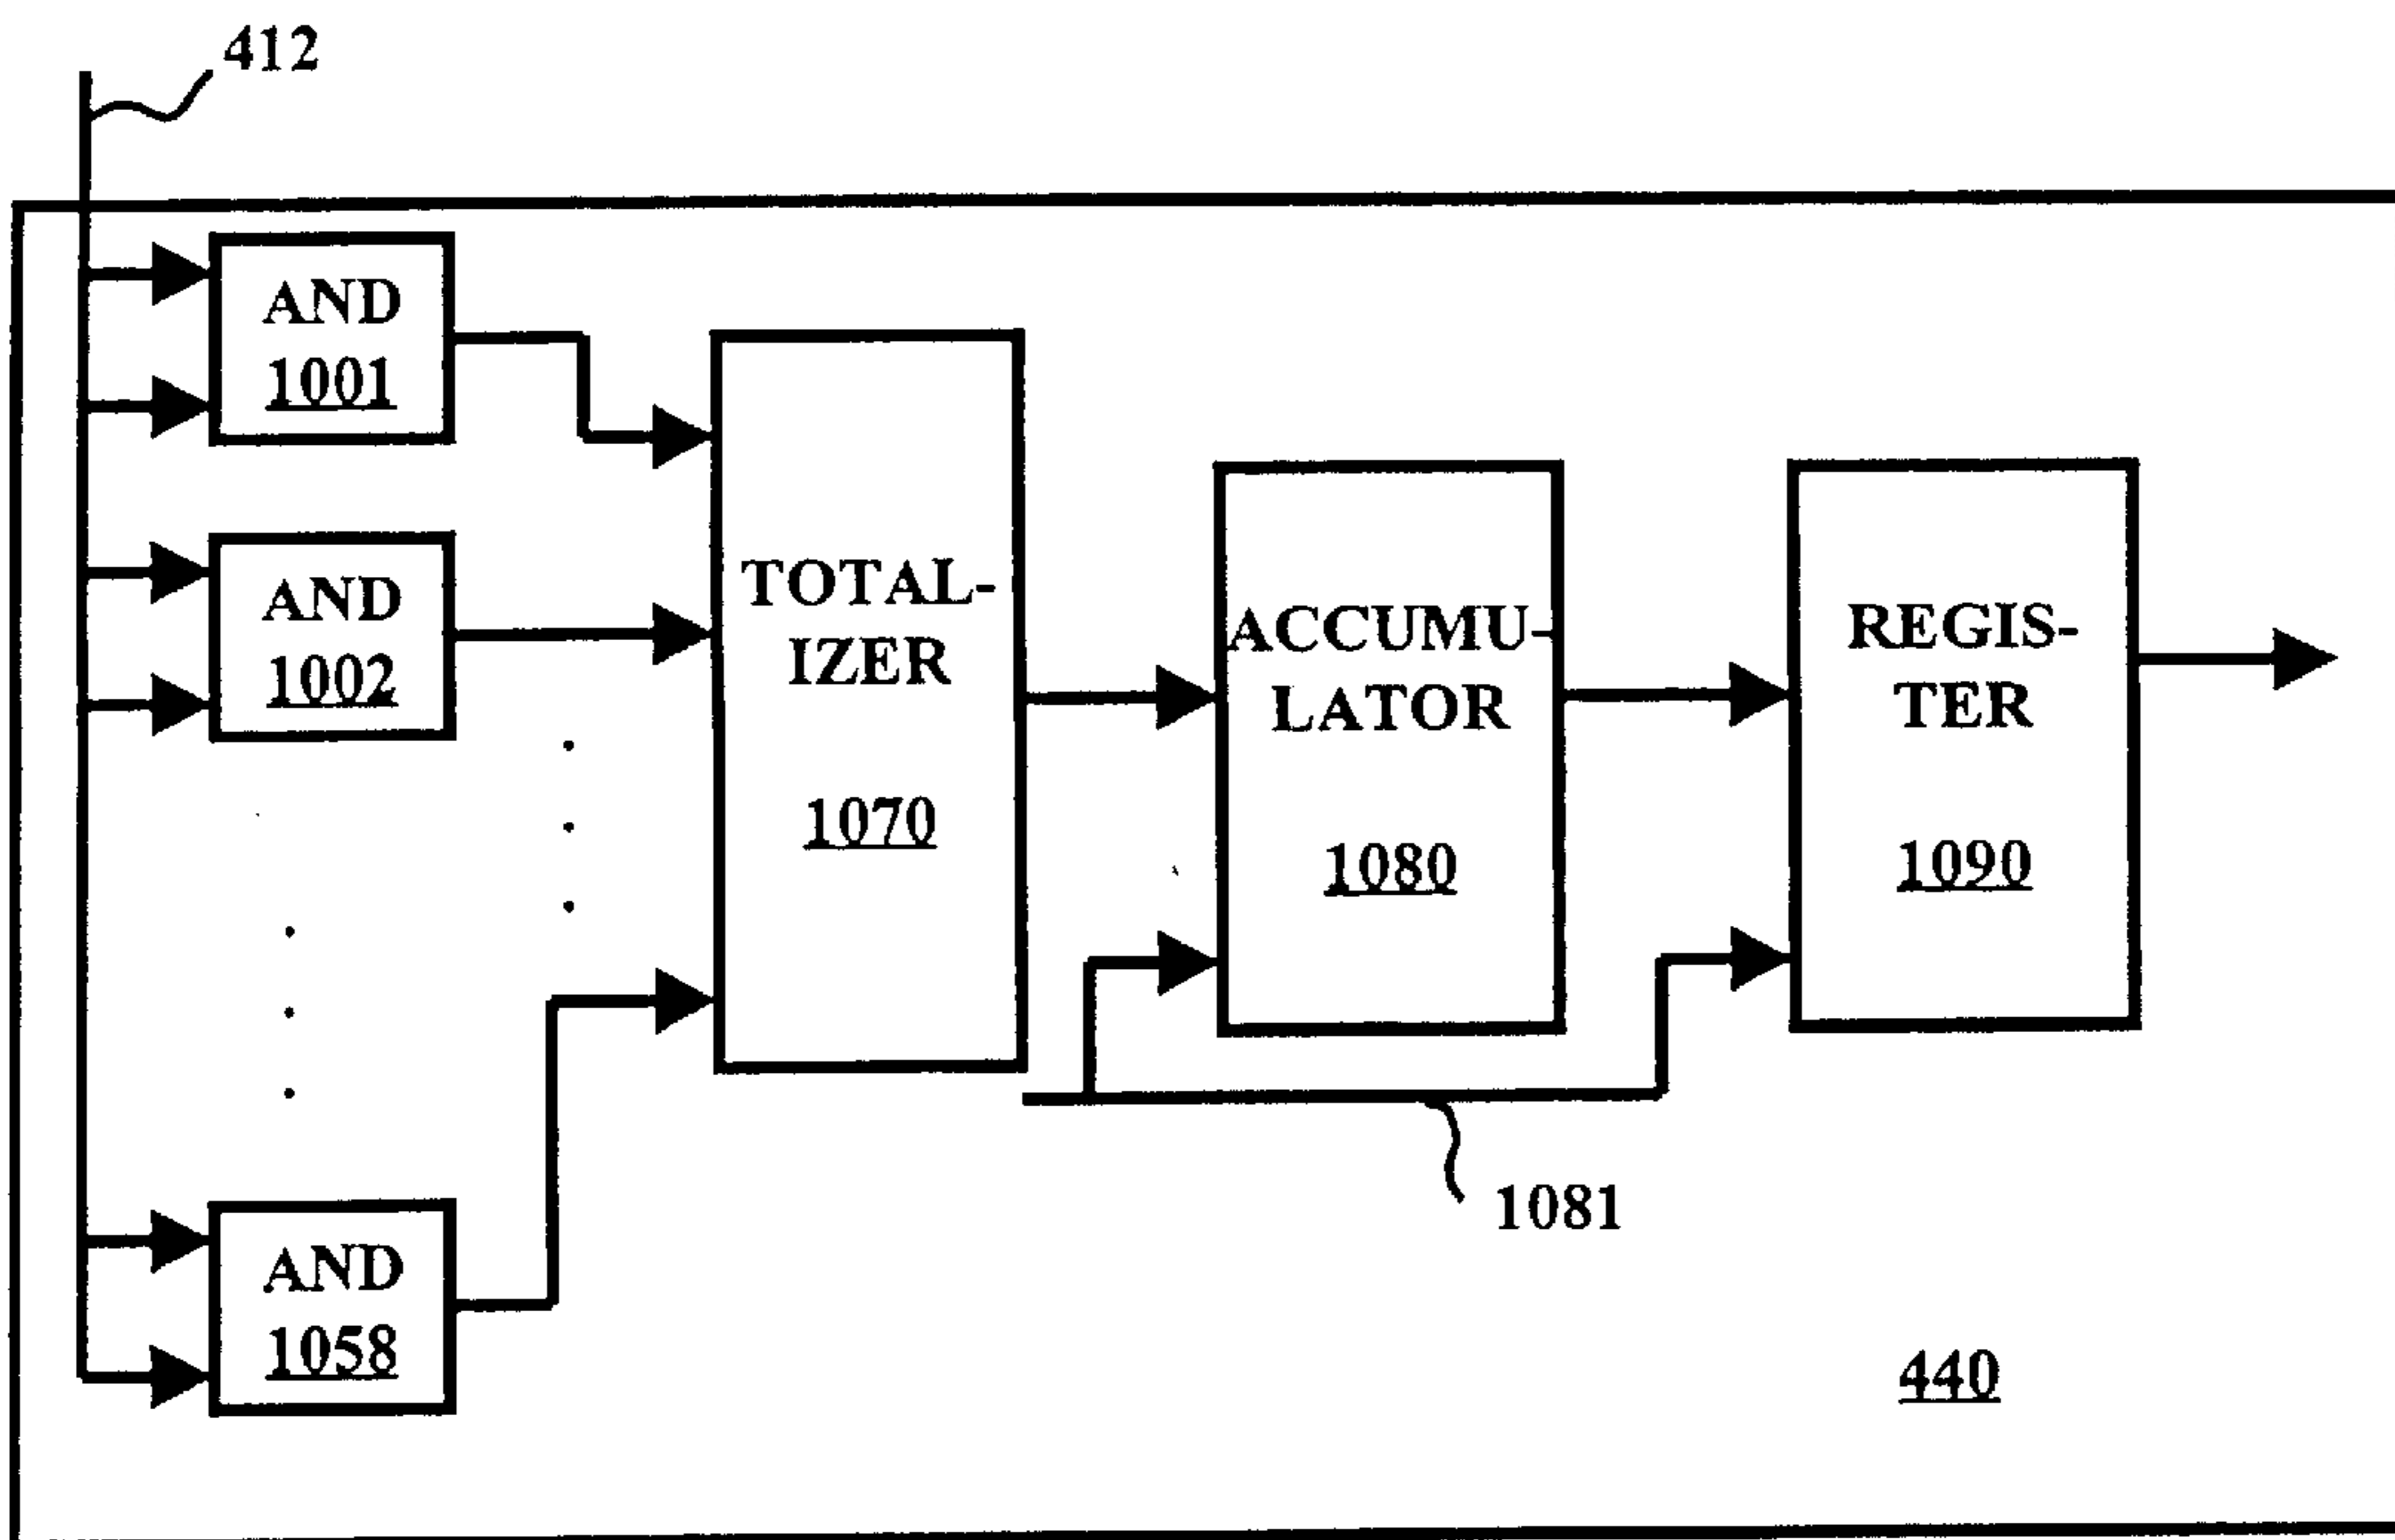 412
AND
1001
AND
1002
TOTAL-
IZER
1070
ACCUMU-
LATOR
1080
REGIS-
TER
1090
1081
AND
1058
440